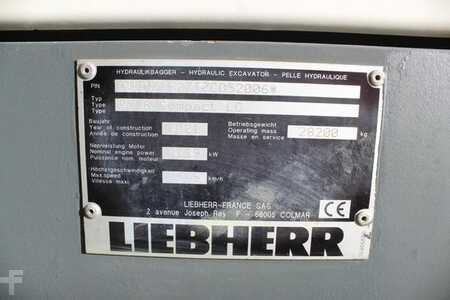 HYDRAULIKBAGGER - HYDRAULIC EXCAVATOR - PELLE HYDRAULIQUE
PIN
Typ
Type Compact LC
Type
Baujahr Betriebsgewicht
Year of construction Operating mass 28200 kg
Année de construction Masse en service
Nennleistung Motor
Nominal engine power kW
Puissance nom. moteur
Höchstgeschwindigkeit
Max.speed km/h
Vitesse maxi
LIEBHERR-FRANCE SAS
2 avenue Joseph Rey F - 68005 COLMAR
CE
LIEBHERR